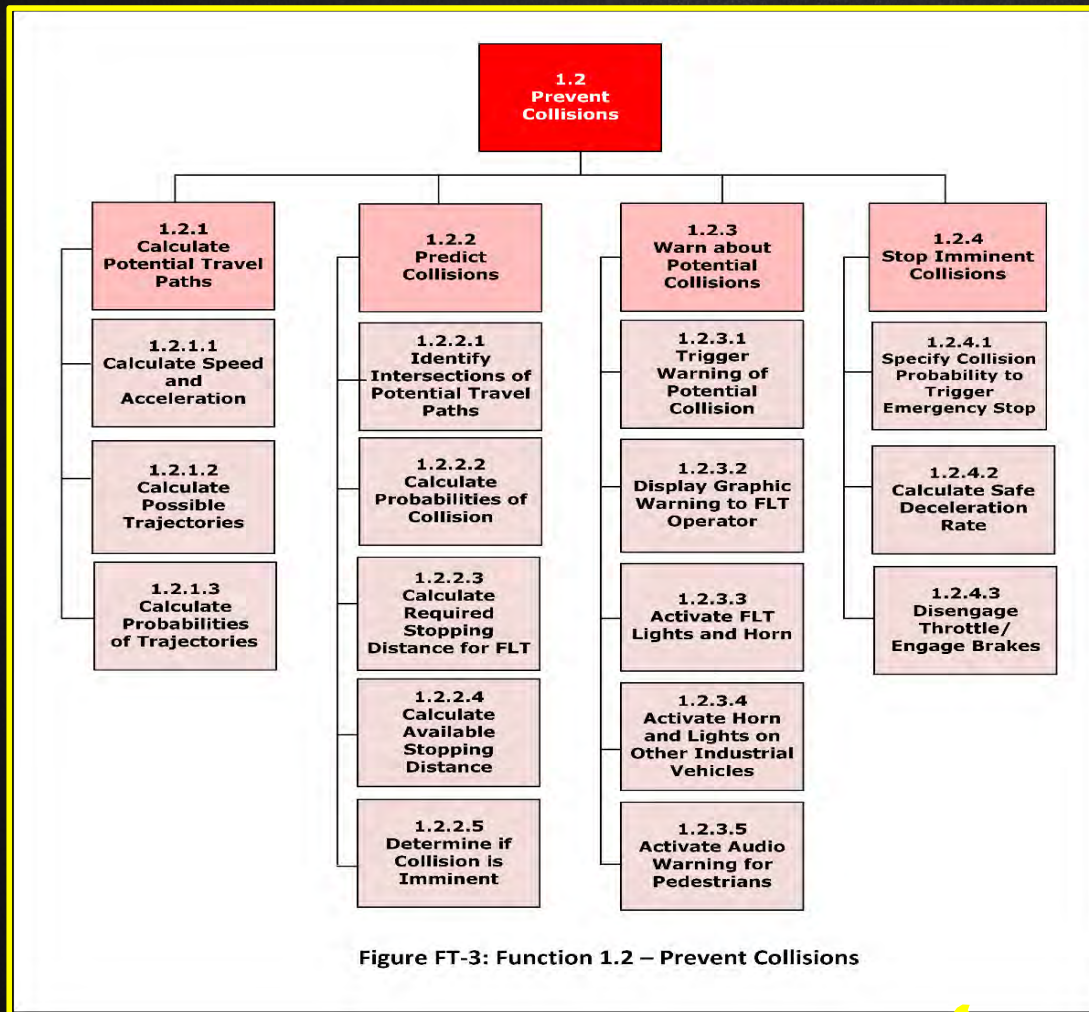 1.2
Prevent
Collisions
1.2.1
Calculate
Potential Travel
Paths
1.2.1.1
Calculate Speed
and
Acceleration
1.2.1.2
Calculate
Possible
Trajectories
1.2.1.3
Calculate
Probabilities
of Trajectories
1.2.2
Predict
Collisions
1.2.2.1
Identify
Intersections of
Potential Travel
Paths
1.2.2.2
Calculate
Probabilities of
Collision
1.2.2.3
Calculate
Required
Stopping
Distance for FLT
1.2.2.4
Calculate
Available
Stopping
Distance
1.2.2.5
Determine if
Collision is
Imminent
1.2.3
Warn about
Potential
Collisions
1.2.3.1
Trigger
Warning of
Potential
Collision
1.2.3.2
Display Graphic
Warning to FLT
Operator
1.2.3.3
Activate FLT
Lights and Horn
1.2.3.4
Activate Horn
and Lights on
Other Industrial
Vehicles
1.2.3.5
Activate Audio
Warning for
Pedestrians
1.2.4
Stop Imminent
Collisions
1.2.4.1
Specify Collision
Probability to
Trigger
Emergency Stop
1.2.4.2
Calculate Safe
Deceleration
Rate
1.2.4.3
Disengage
Throttle/
Engage Brakes
Figure FT-3: Function 1.2 – Prevent Collisions